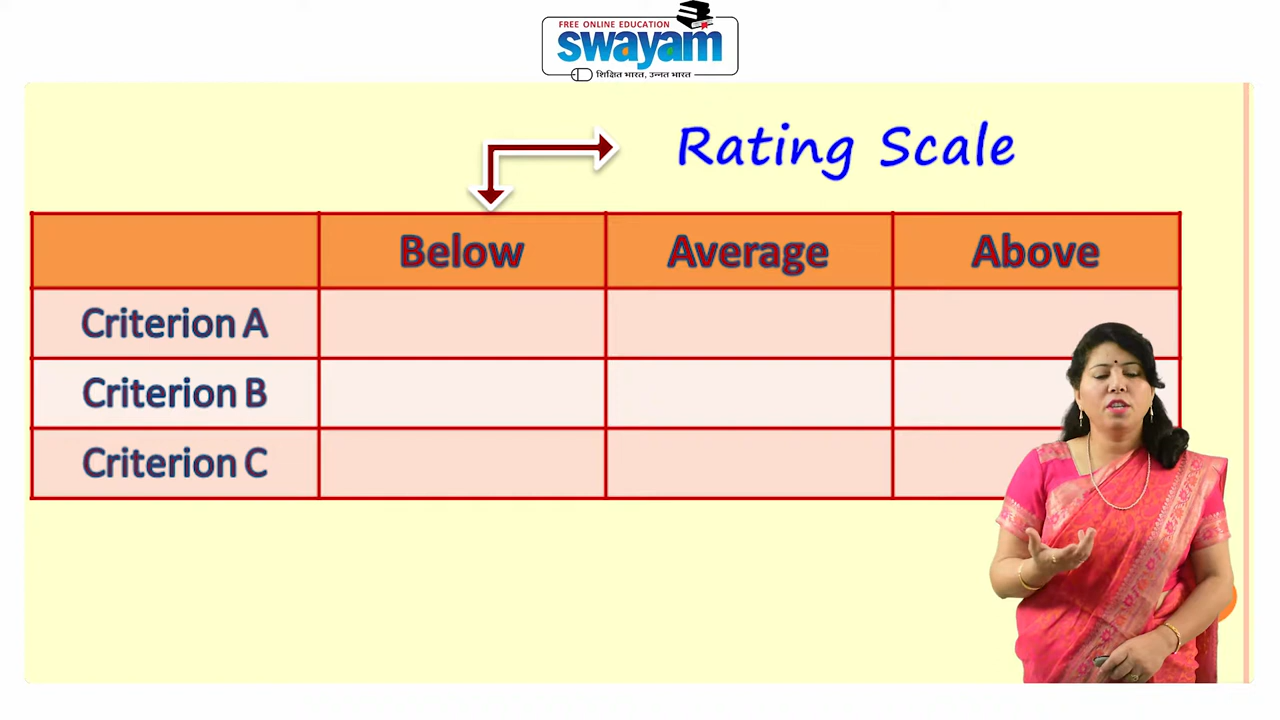 FREE ONLINE EDUCATION
swayam
शिक्षित भारत, उन्नत भारत
Rating Scale
Below Average Above
Criterion A
Criterion B
Criterion C